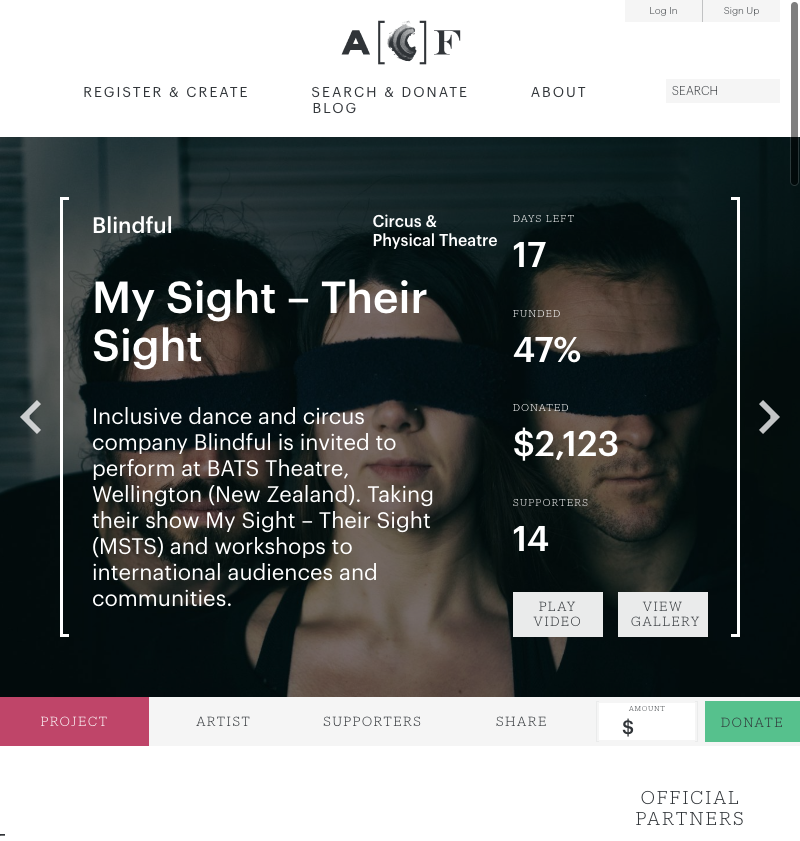 Log In
Sign Up
A[C]F
REGISTER & CREATE
SEARCH & DONATE
ABOUT
BLOG
SEARCH
Blindful
Circus &
Physical Theatre
My Sight – Their
Sight
Inclusive dance and circus
company Blindful is invited to
perform at BATS Theatre,
Wellington (New Zealand). Taking
their show My Sight – Their Sight
(MSTS) and workshops to
international audiences and
communities.
DAYS LEFT
17
FUNDED
47%
DONATED
$2,123
SUPPORTERS
14
PLAY
VIDEO
VIEW
GALLERY
PROJECT
ARTIST
SUPPORTERS
SHARE
AMOUNT
$
DONATE
OFFICIAL
PARTNERS